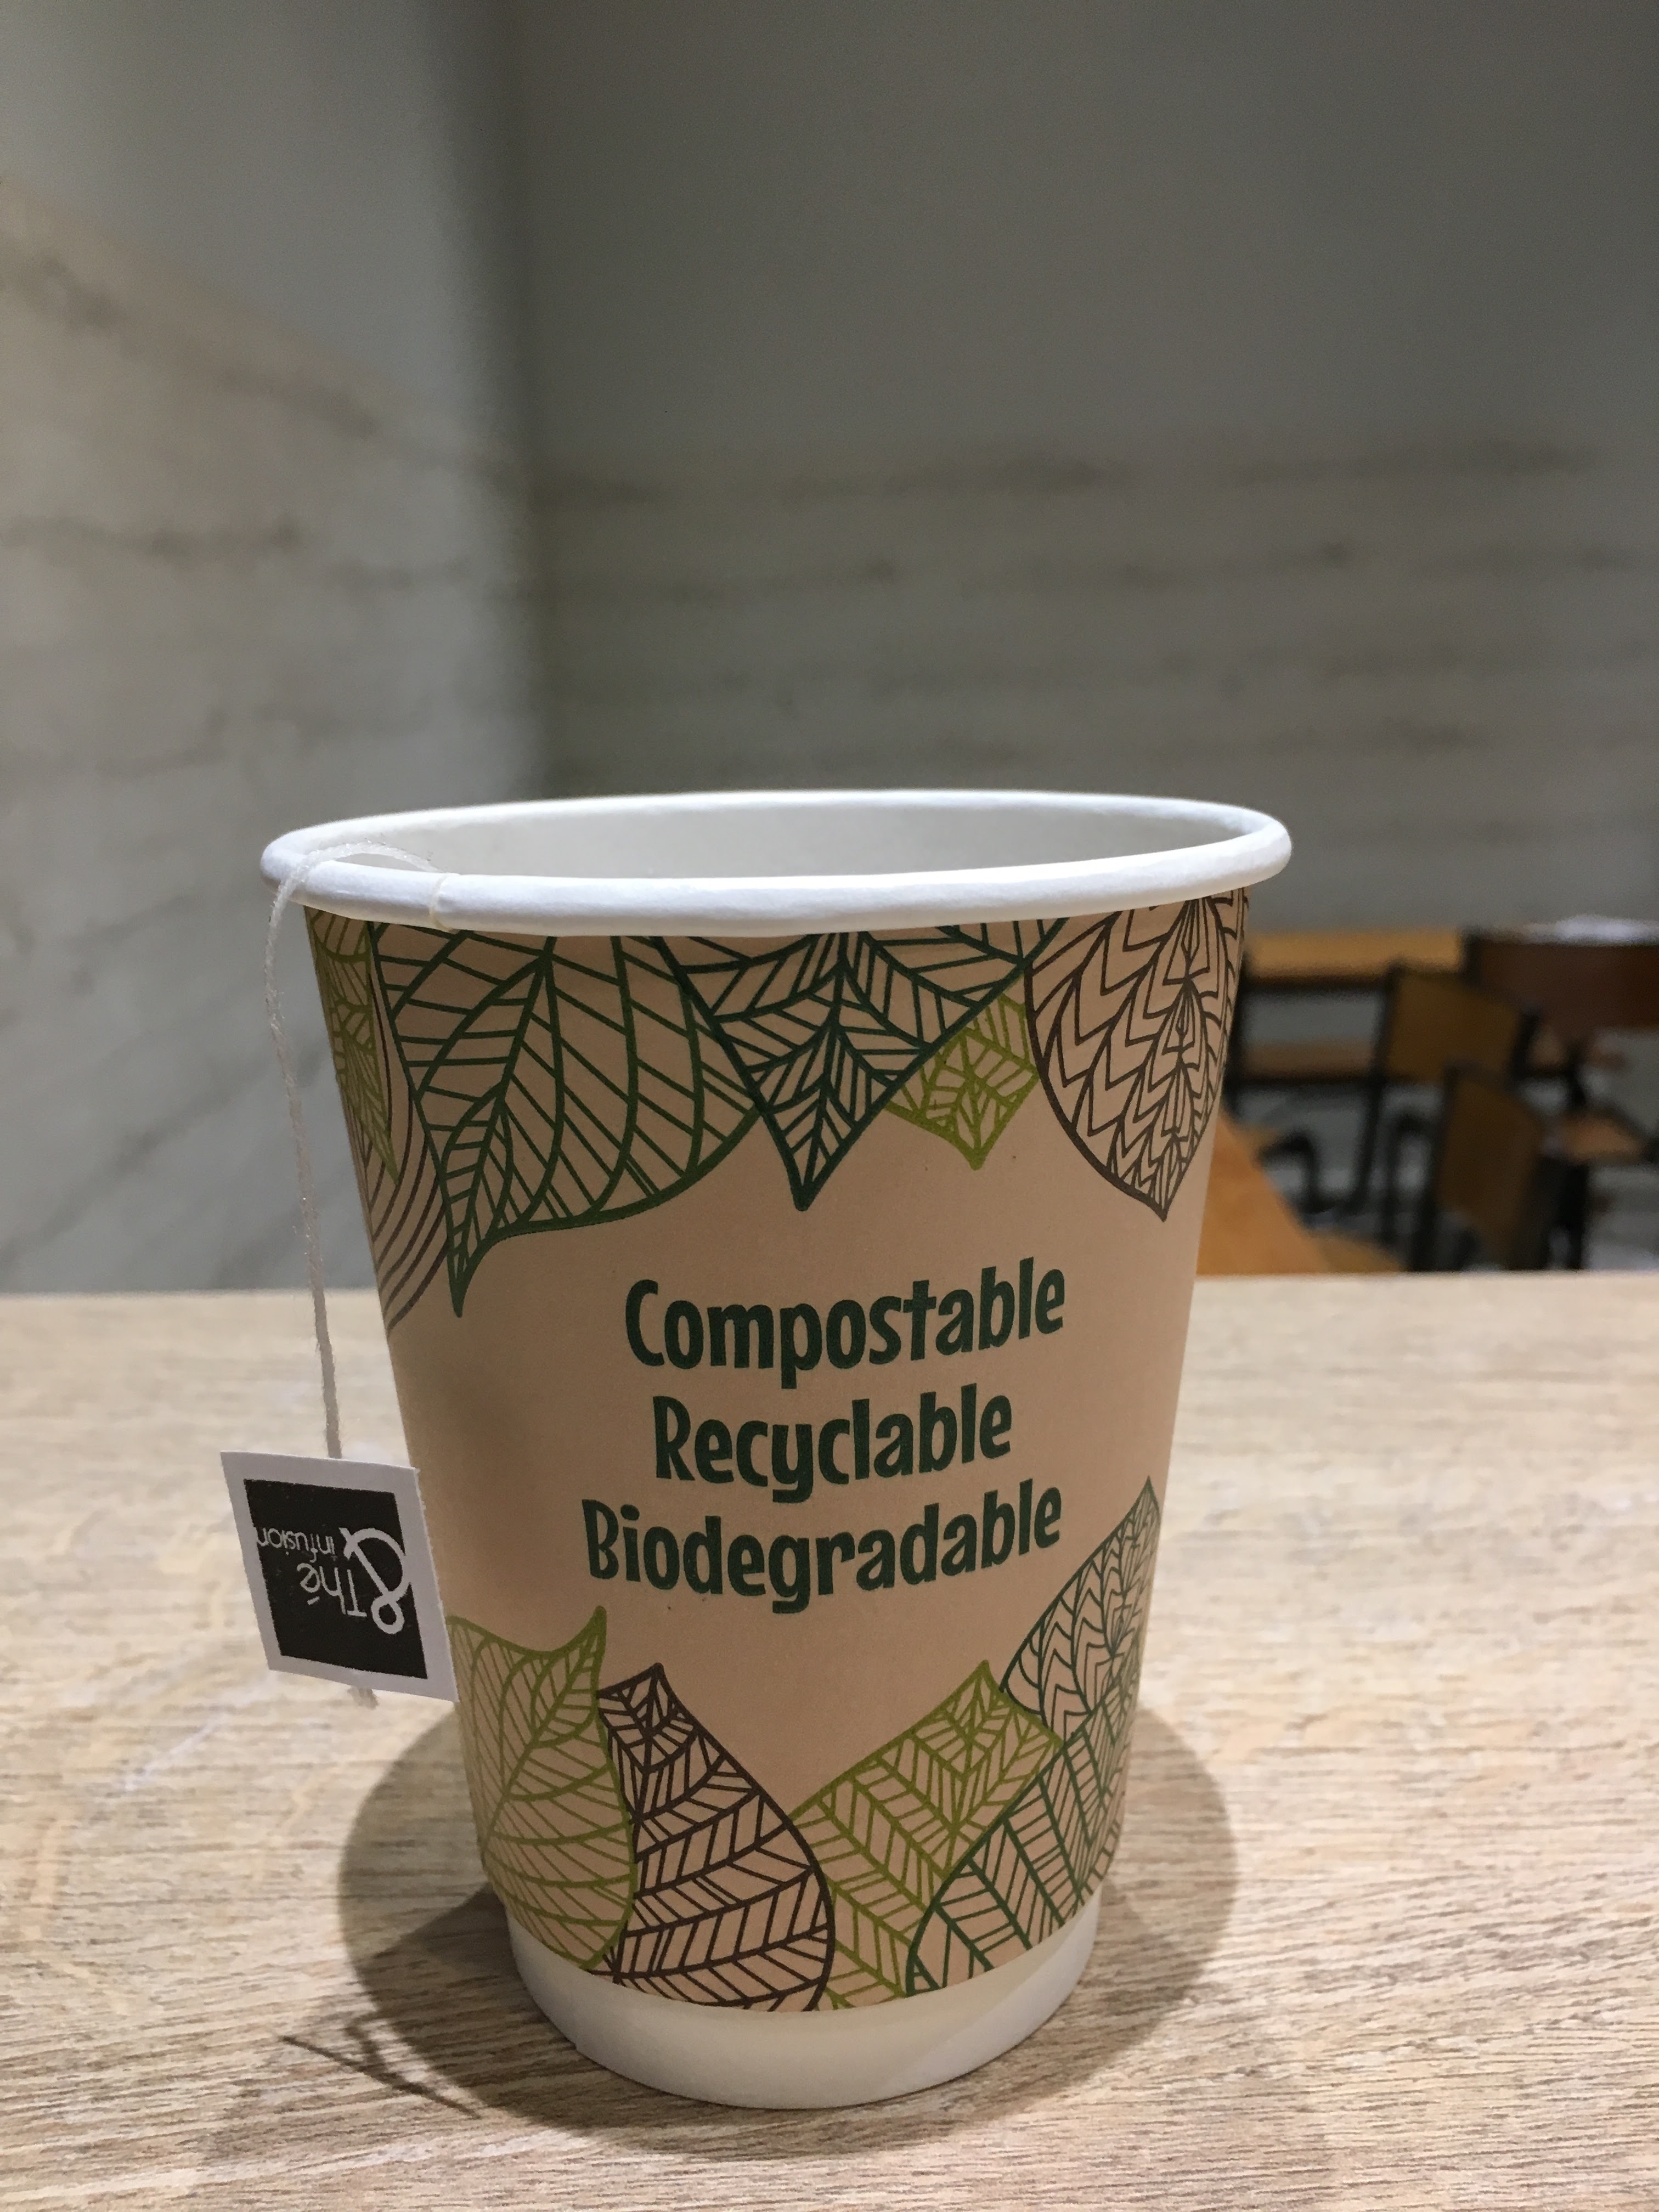 Compostable
Recyclable
Biodegradable
Thé
& infusion